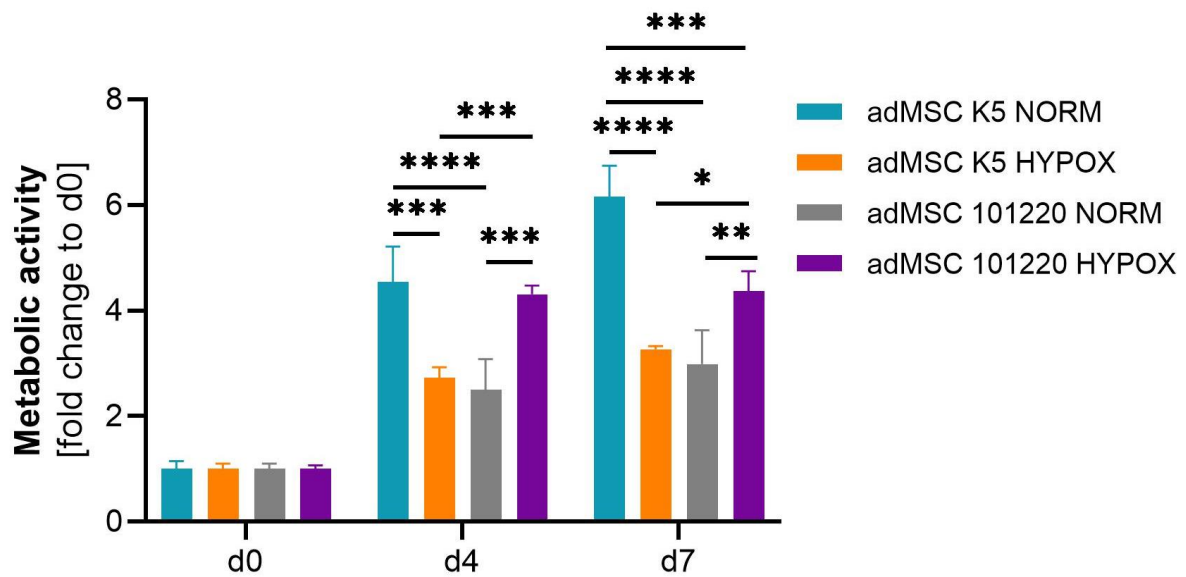 ***
****
8
***
****
adMSC K5 NORM
****
adMSC K5 HYPOX
6
***
***
*
**
adMSC 101220 NORM
adMSC 101220 HYPOX
4
2
0
Metabolic activity
[fold change to d0]
d0
d4
d7